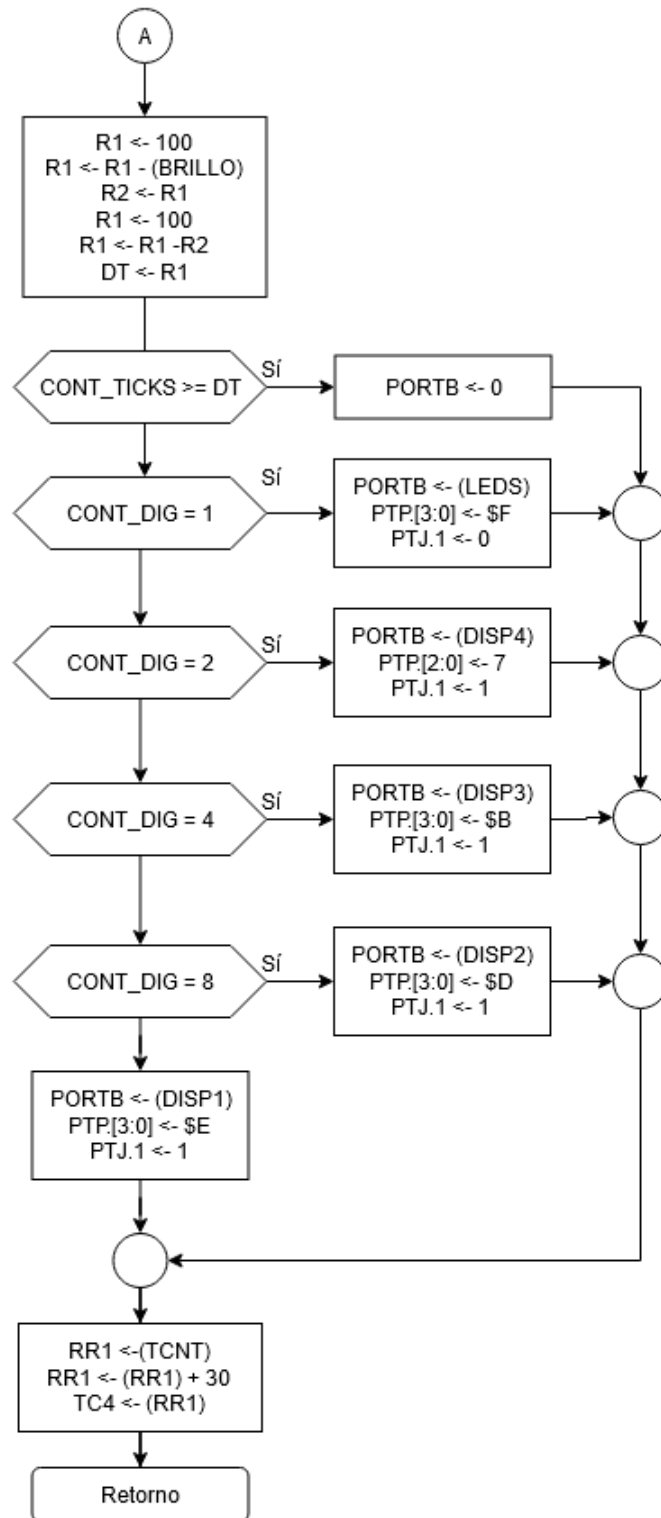 A
R1 <- 100
R1 <- R1 - (BRILLO)
R2 <- R1
R1 <- 100
R1 <- R1 -R2
DT <- R1
CONT_TICKS >= DT
Sí
PORTB <- 0
CONT_DIG = 1
Sí
PORTB <- (LEDS)
PTP.[3:0] <- $F
PTJ.1 <- 0
CONT_DIG = 2
Sí
PORTB <- (DISP4)
PTP.[2:0] <- 7
PTJ.1 <- 1
CONT_DIG = 4
Sí
PORTB <- (DISP3)
PTP.[3:0] <- $B
PTJ.1 <- 1
CONT_DIG = 8
Sí
PORTB <- (DISP2)
PTP.[3:0] <- $D
PTJ.1 <- 1
PORTB <- (DISP1)
PTP.[3:0] <- $E
PTJ.1 <- 1
RR1 <-(TCNT)
RR1 <- (RR1) + 30
TC4 <- (RR1)
Retorno